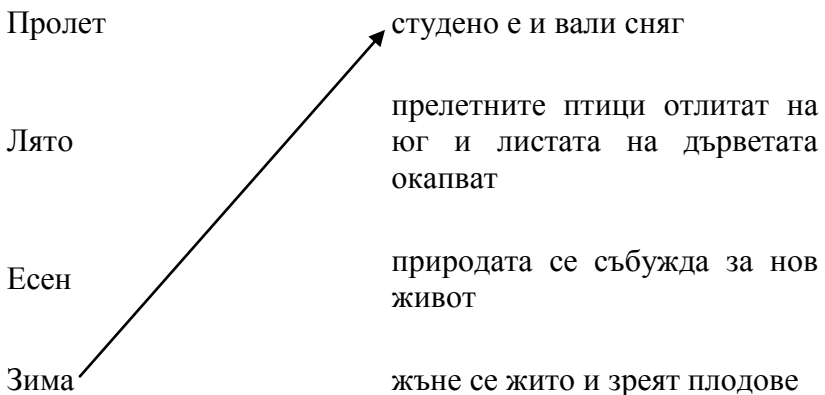 Пролет
студено е и вали сняг
Лято
прелетните птици отлитат на
юг и листата на дърветата
окапват
Есен
природата се събужда за нов
живот
Зима
жъне се жито и зреят плодове